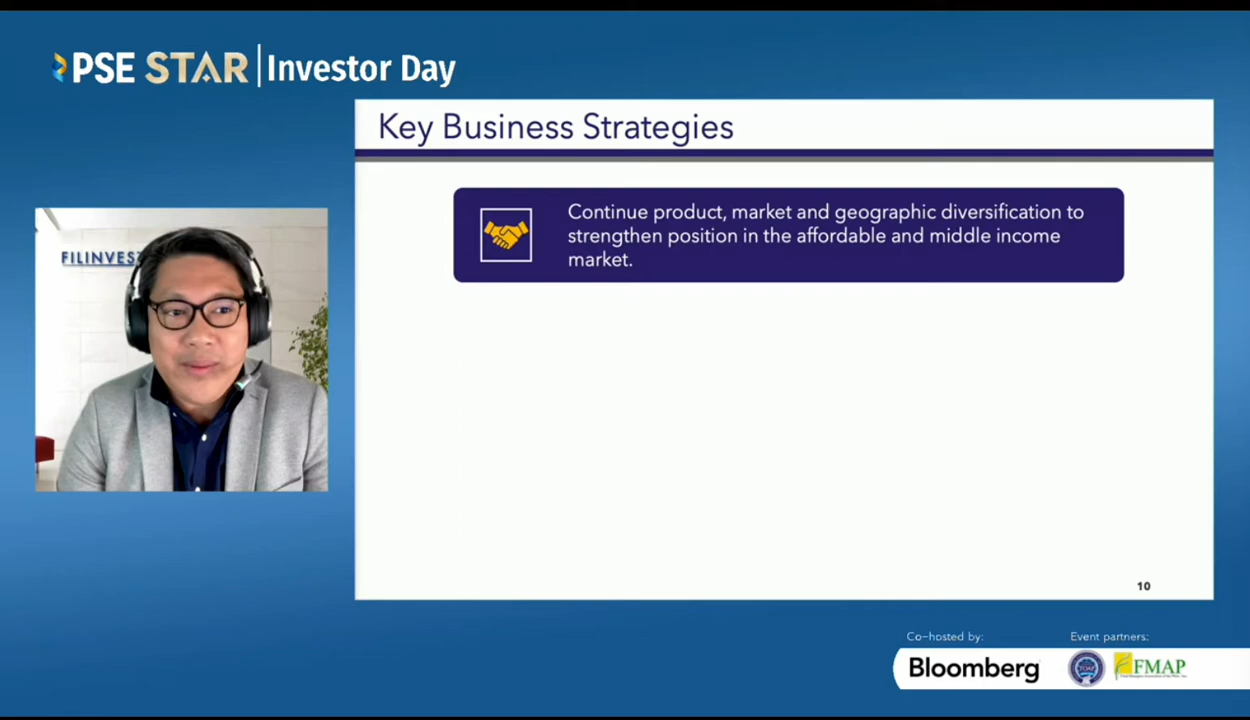 PSE STAR | Investor Day
Key Business Strategies
FILINVEST
Continue product, market and geographic diversification to
strengthen position in the affordable and middle income
market.
10
Co-hosted by:
Event partners:
Bloomberg
FMAP